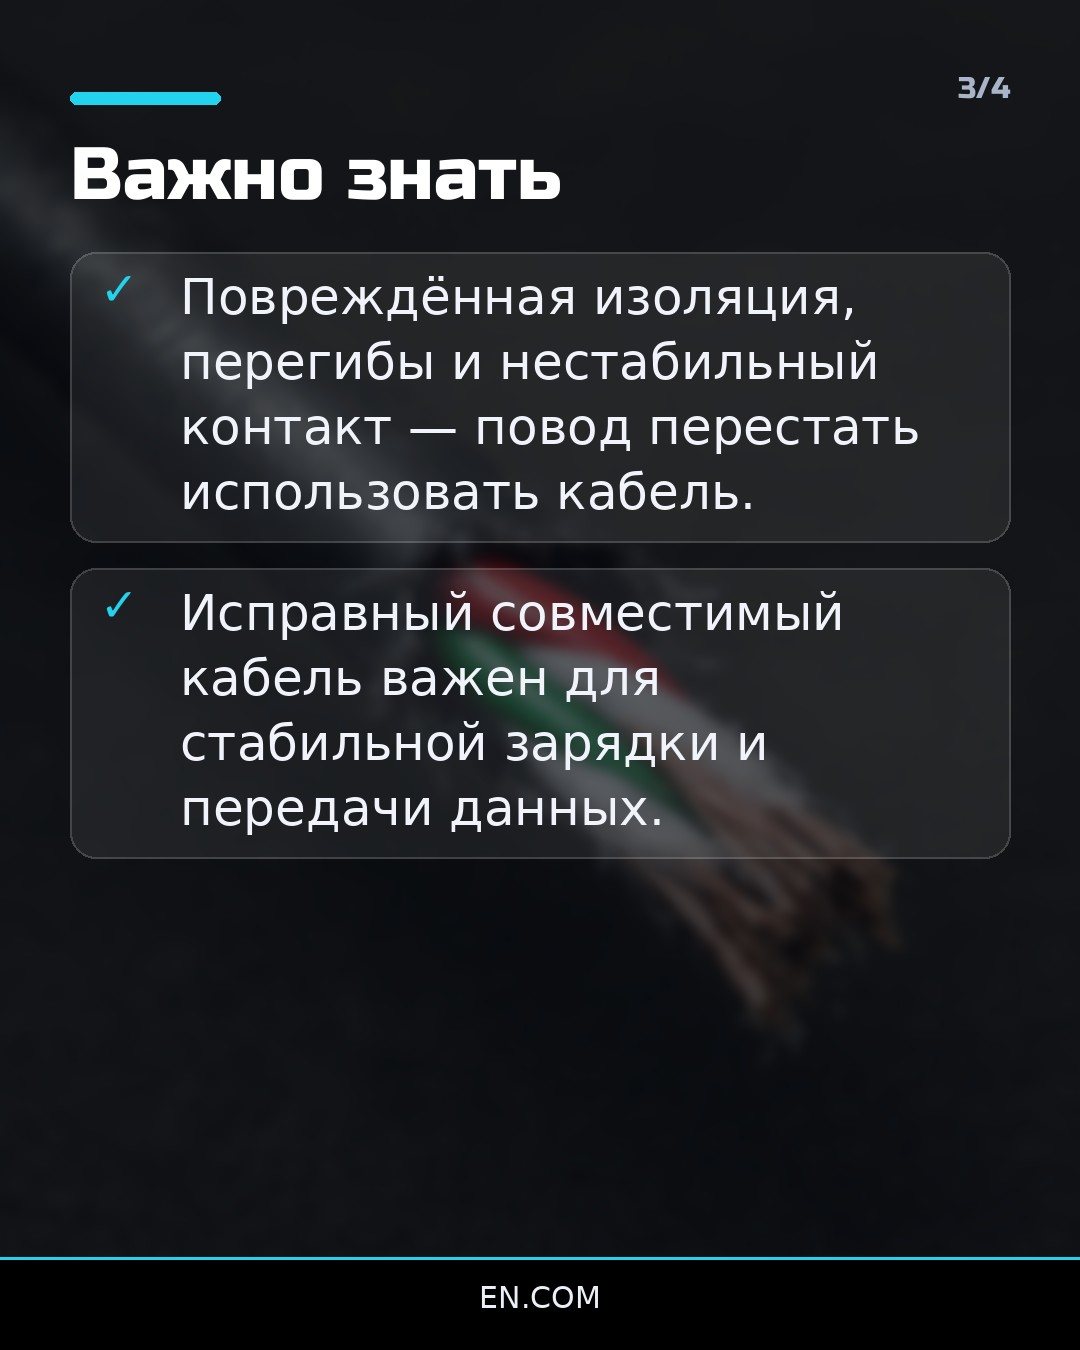 3/4
Важно знать
✓ Повреждённая изоляция,
перегибы и нестабильный
контакт — повод перестать
использовать кабель.
✓ Исправный совместимый
кабель важен для
стабильной зарядки и
передачи данных.
EN.COM